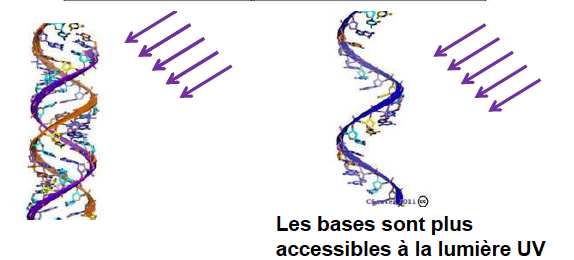 Les bases sont plus
accessibles à la lumière UV